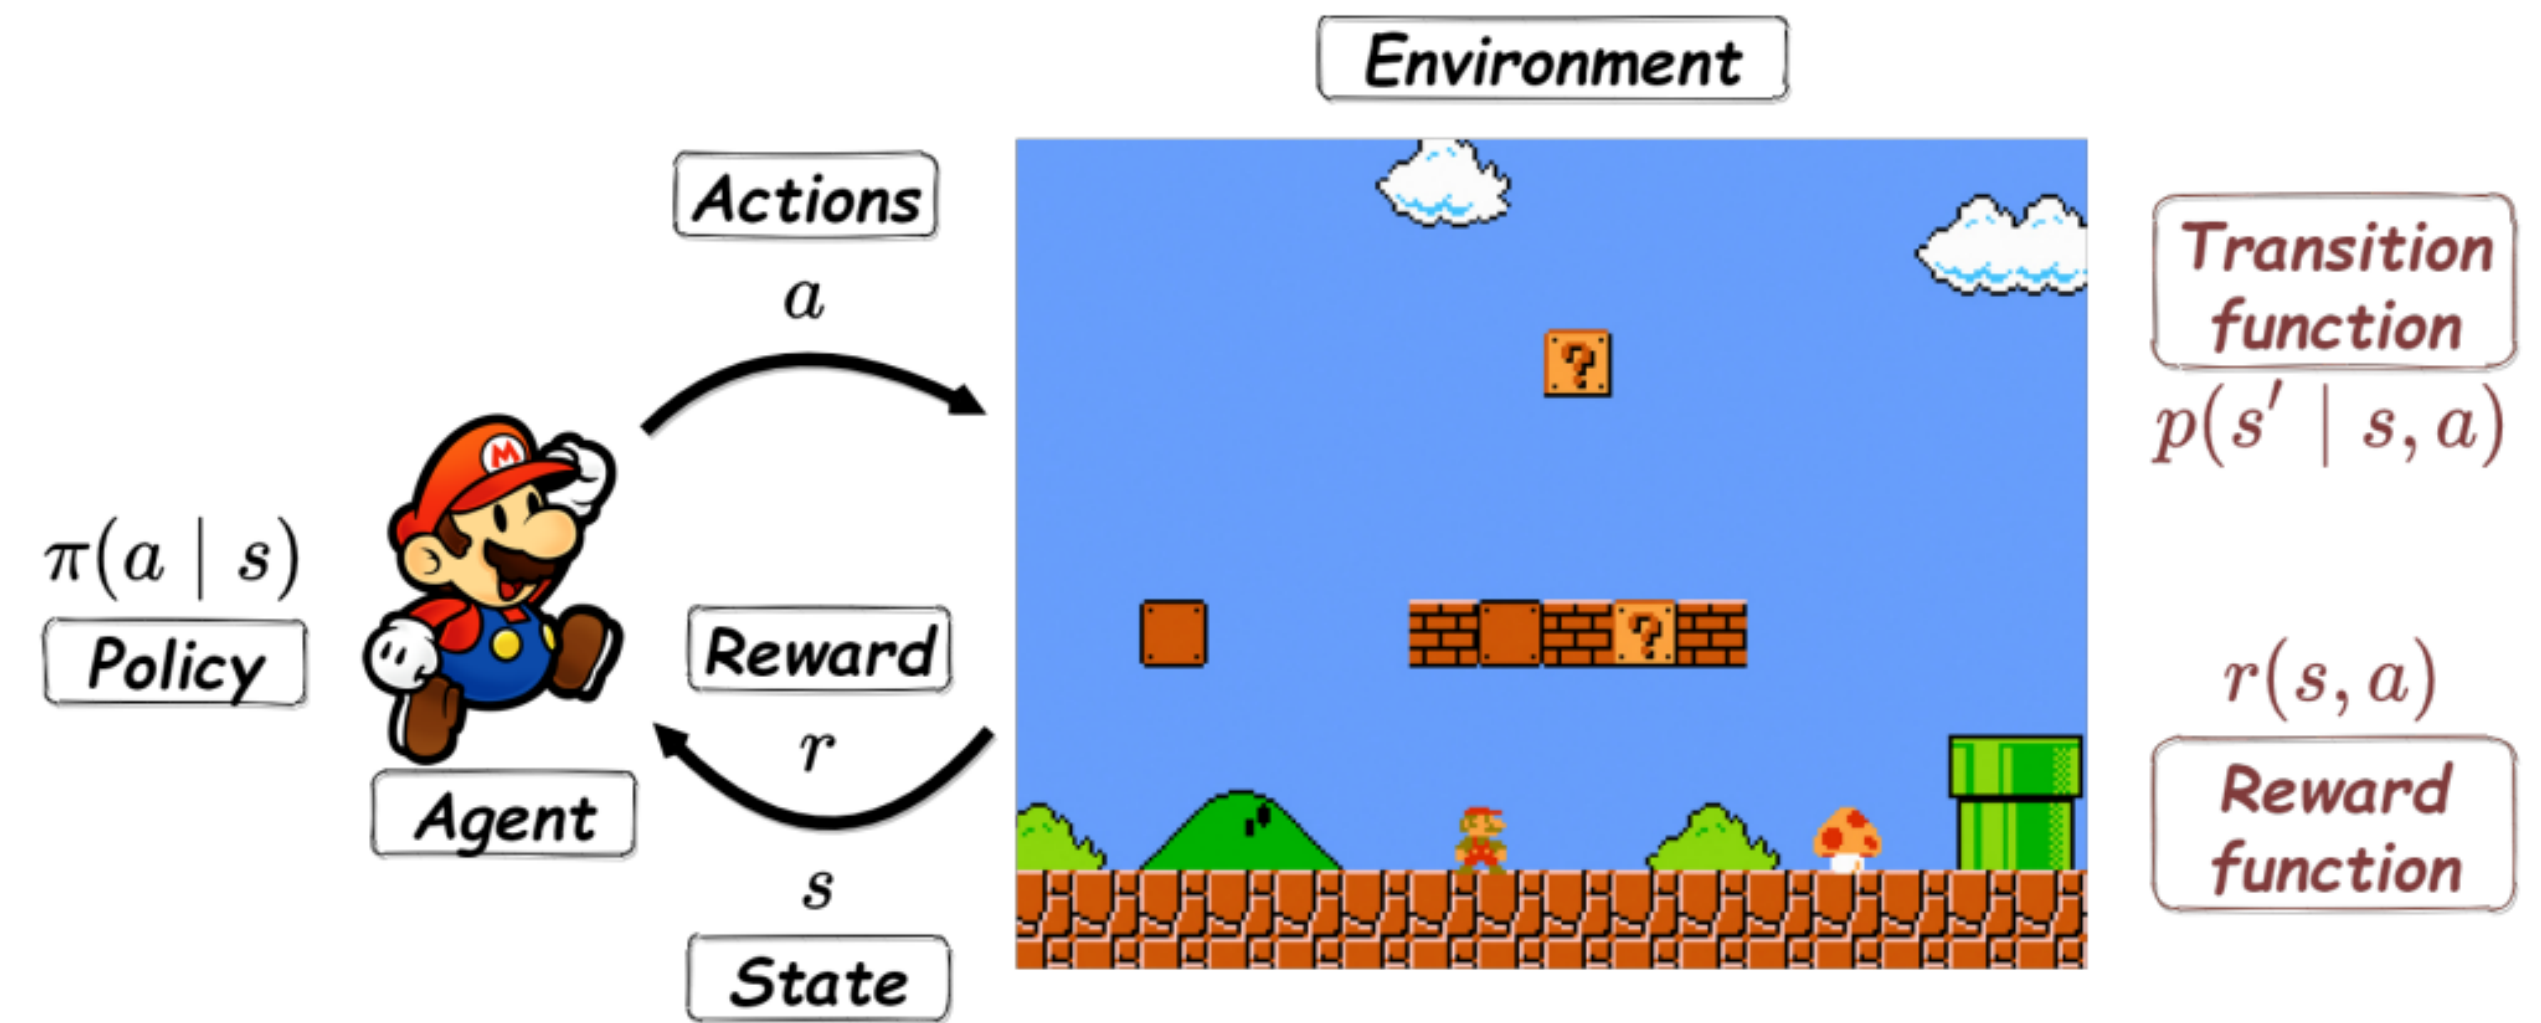 Environment
Actions
a
Transition
function
p(s′ | s, a)
M
π(a | s)
Policy
Agent
Reward
r
s
State
?
?
r(s, a)
Reward
function